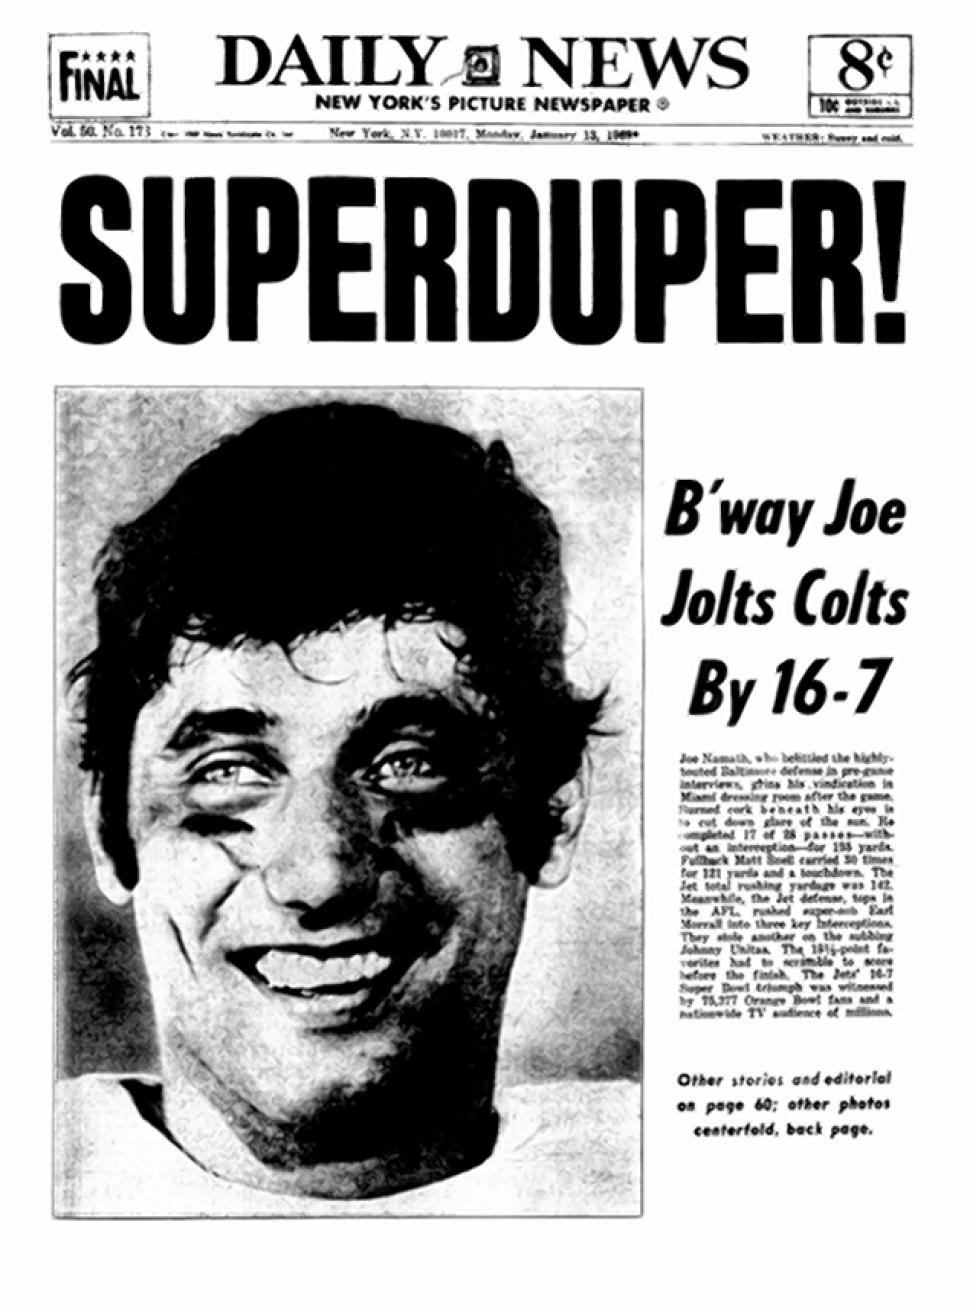 ★★★★
FINAL
DAILY NEWS
NEW YORK'S PICTURE NEWSPAPER ®
8¢
10c OUTSIDE
Vol. 50. No. 173
New York, N.Y. 10017, Monday, January 13, 1969*
WEATHER: Sunny and cold.
SUPERDUPER!
B'way Joe
Jolts Colts
By 16-7
Joe Namath, who belittled the highly-
touted Baltimore defense in pre-game
interviews, grins his vindication in
Miami dressing room after the game.
Burned cork beneath his eyes is
to cut down glare of the sun. He
completed 17 of 28 passes—with-
out an interception—for 195 yards.
Fullback Matt Snell carried 30 times
for 121 yards and a touchdown. The
Jet total rushing yardage was 142.
Meanwhile, the Jet defense, tops in
the AFL, rushed super-sub Earl
Morrall into three key interceptions.
They stole another on the subbing
Johnny Unitas. The 18½-point fa-
vorites had to scramble to score
before the finish. The Jets' 16-7
Super Bowl triumph was witnessed
by 75,377 Orange Bowl fans and a
nationwide TV audience of millions.
Other stories and editorial
on page 60; other photos
centerfold, back page.